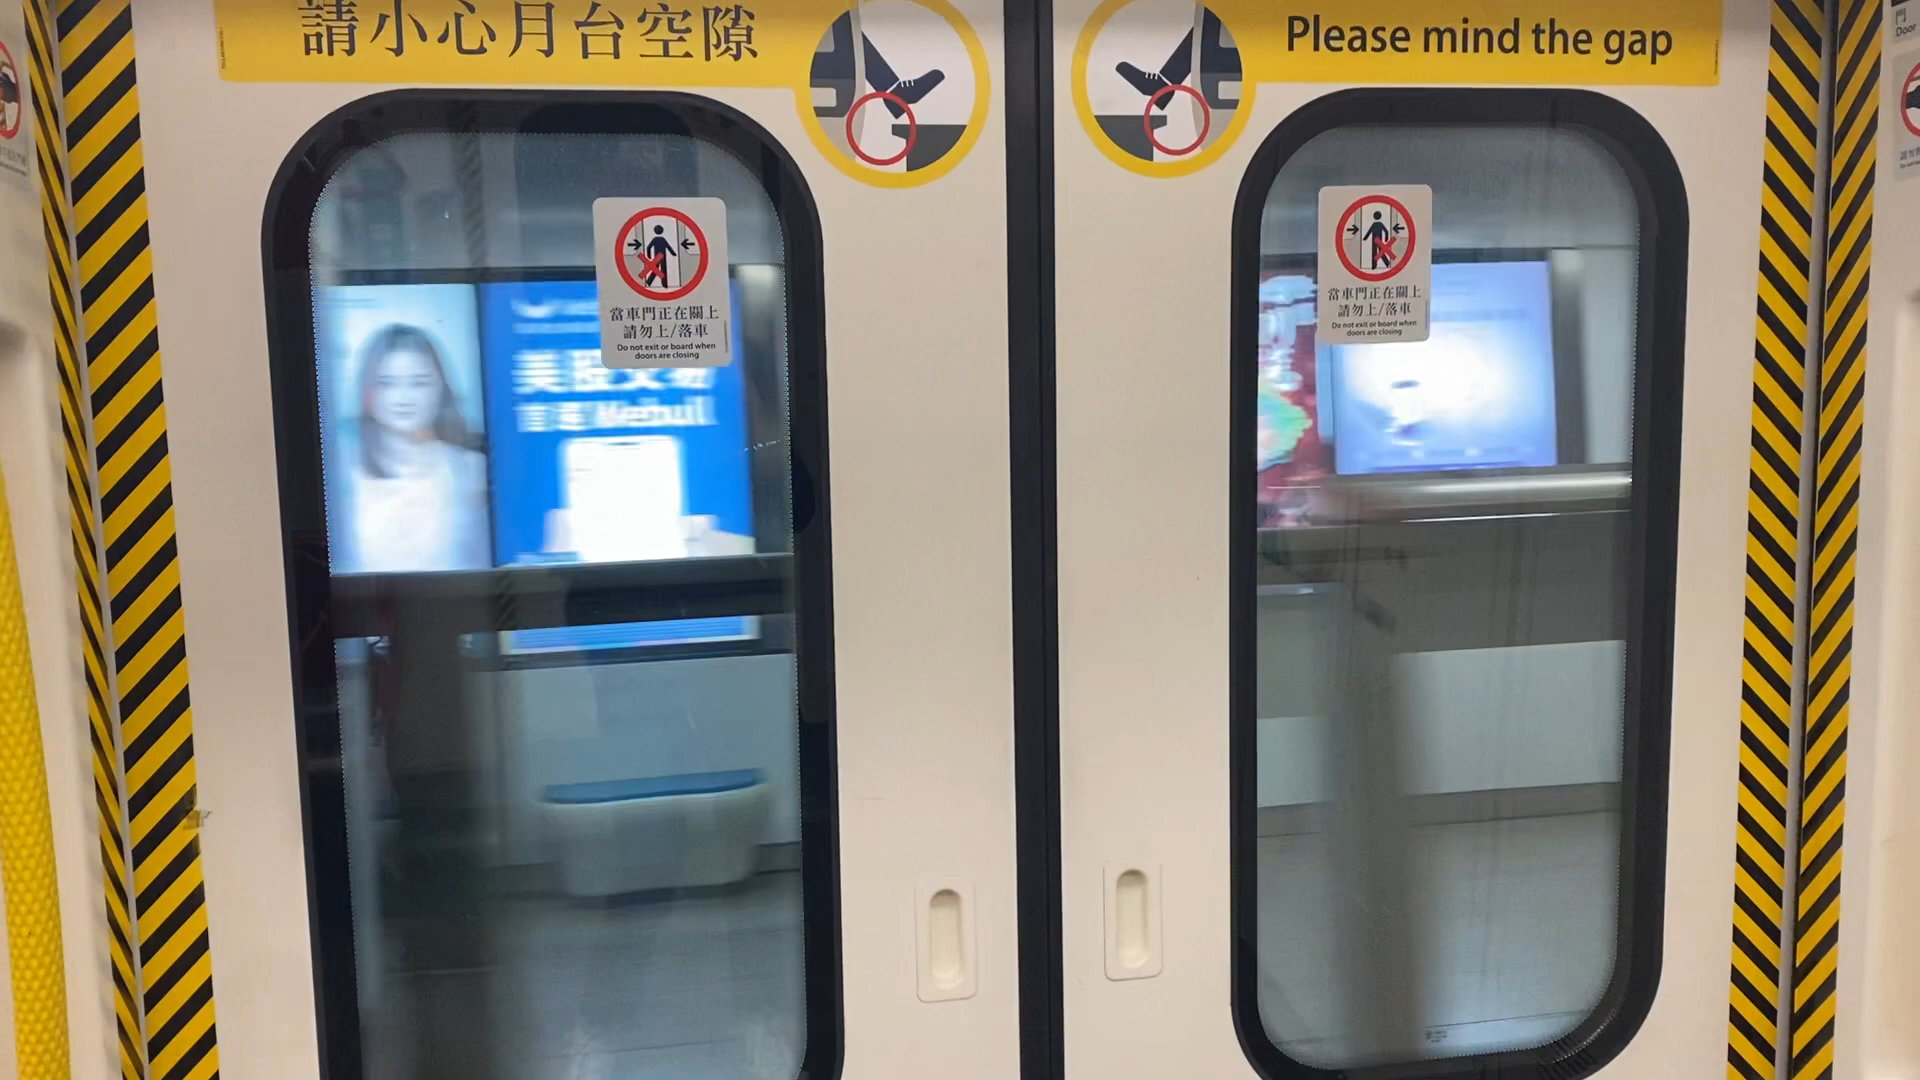 請小心月台空隙
Please mind the gap
當車門正在關上
請勿上/落車
Do not exit or board when
doors are closing
當車門正在關上
請勿上/落車
Do not exit or board when
doors are closing
門
Door